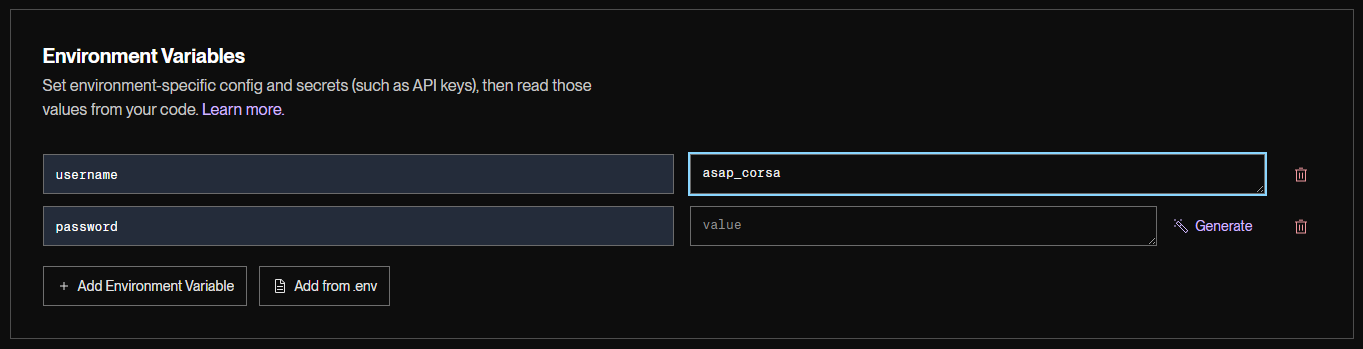 Environment Variables
Set environment-specific config and secrets (such as API keys), then read those
values from your code. Learn more.
username asap_corsa
password value Generate
+ Add Environment Variable Add from .env